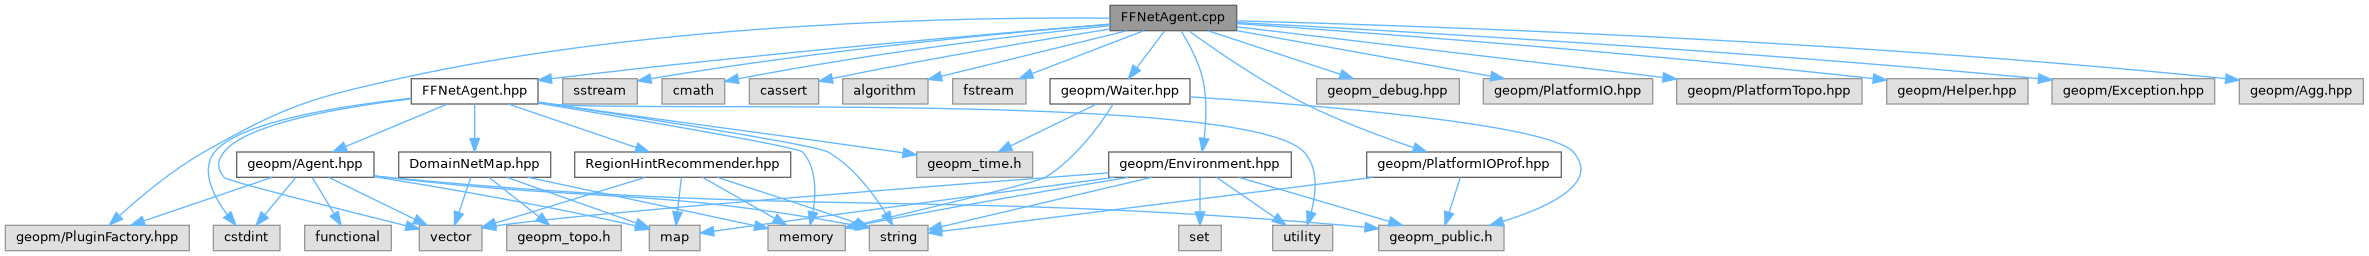 FFNetAgent.cpp
FFNetAgent.hpp
sstream
cmath
cassert
algorithm
fstream
geopm/Waiter.hpp
geopm_debug.hpp
geopm/PlatformIO.hpp
geopm/PlatformTopo.hpp
geopm/Helper.hpp
geopm/Exception.hpp
geopm/Agg.hpp
geopm/Agent.hpp
DomainNetMap.hpp
RegionHintRecommender.hpp
geopm_time.h
geopm/Environment.hpp
geopm/PlatformIOProf.hpp
geopm/PluginFactory.hpp
cstdint
functional
vector
geopm_topo.h
map
memory
string
set
utility
geopm_public.h